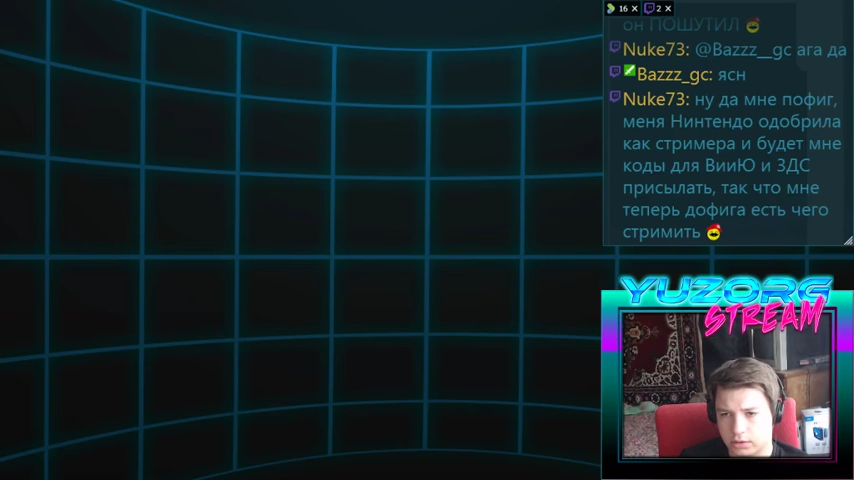 16 × 2 ×
он ПОШУТИЛ
Nuke73: @Bazzz__gc ага да
Bazzz_gc: ясн
Nuke73: ну да мне пофиг,
меня Нинтендо одобрила
как стримера и будет мне
коды для ВииЮ и 3ДС
присылать, так что мне
теперь дофига есть чего
стримить
YUZORG
STREAM